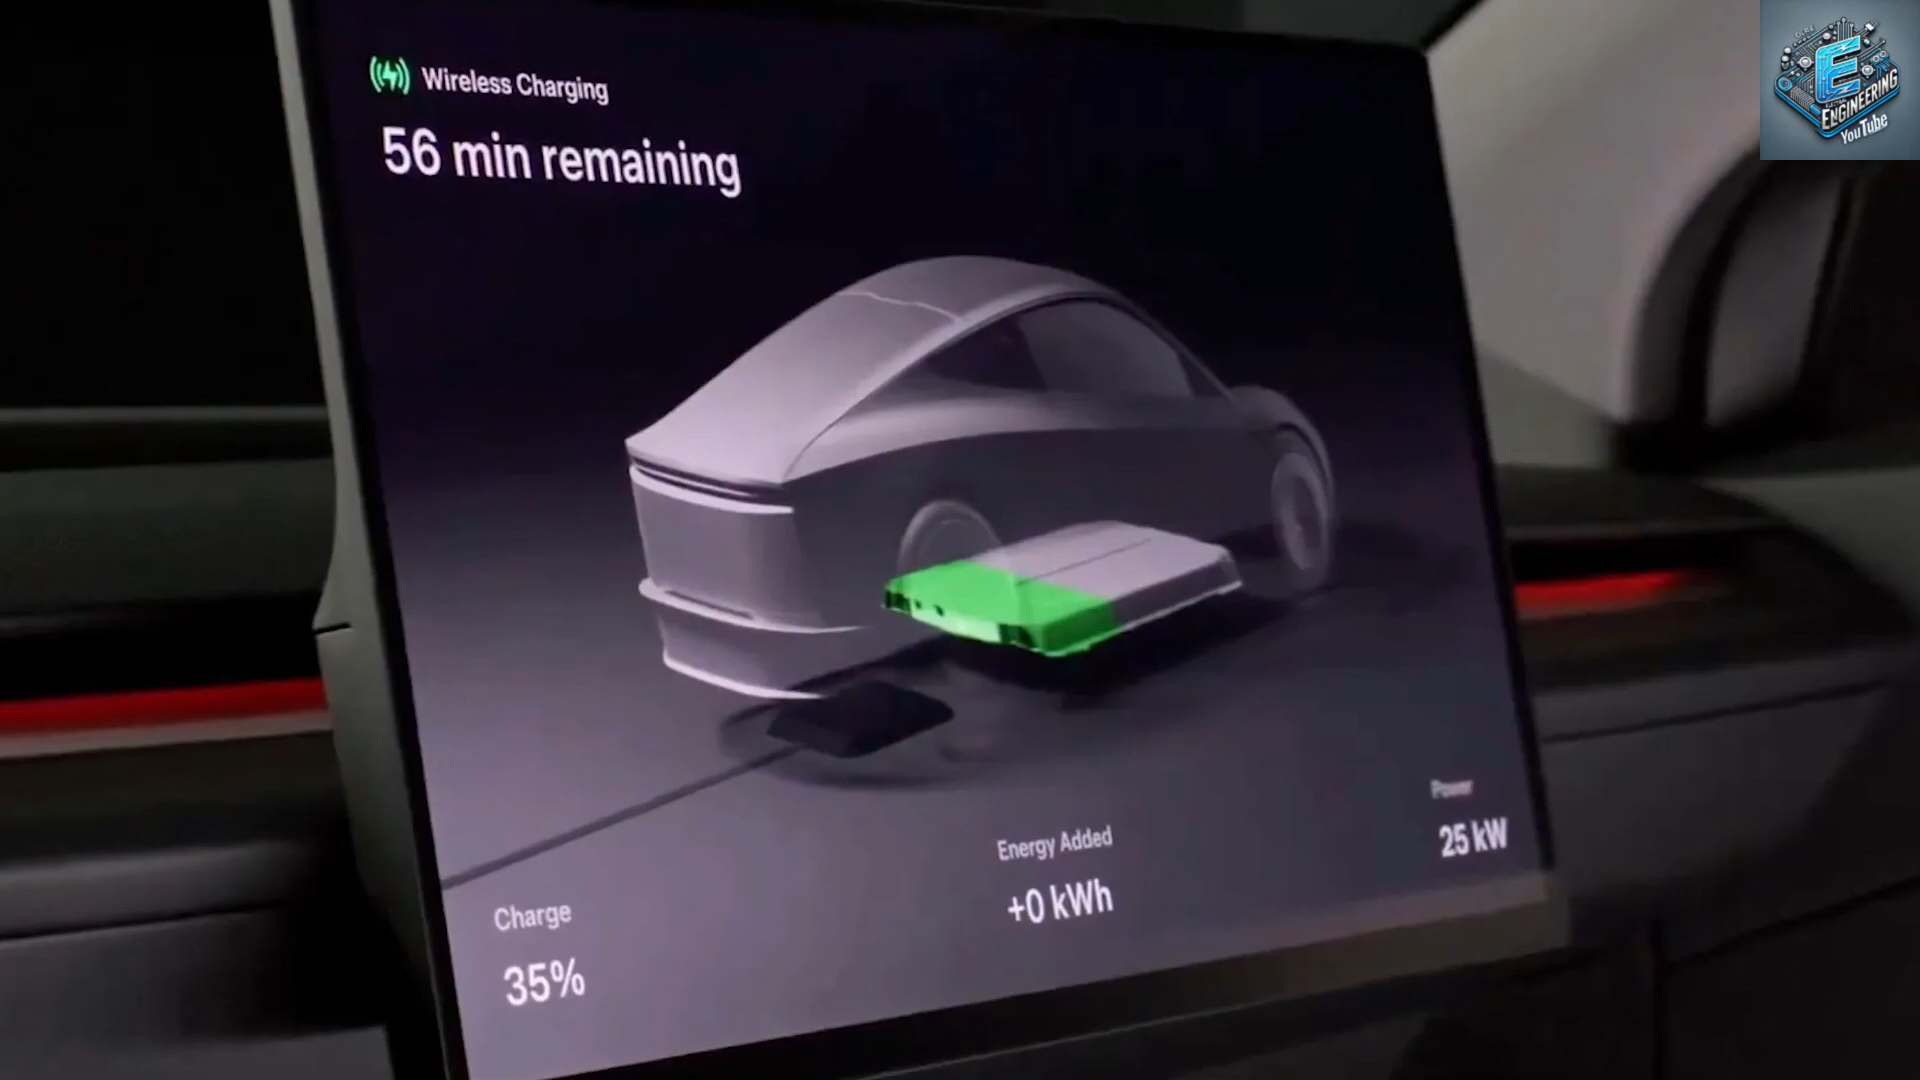 Wireless Charging
56 min remaining
Charge
35%
Energy Added
+0 kWh
Power
25 kW
E
ENGINEERING
YouTube